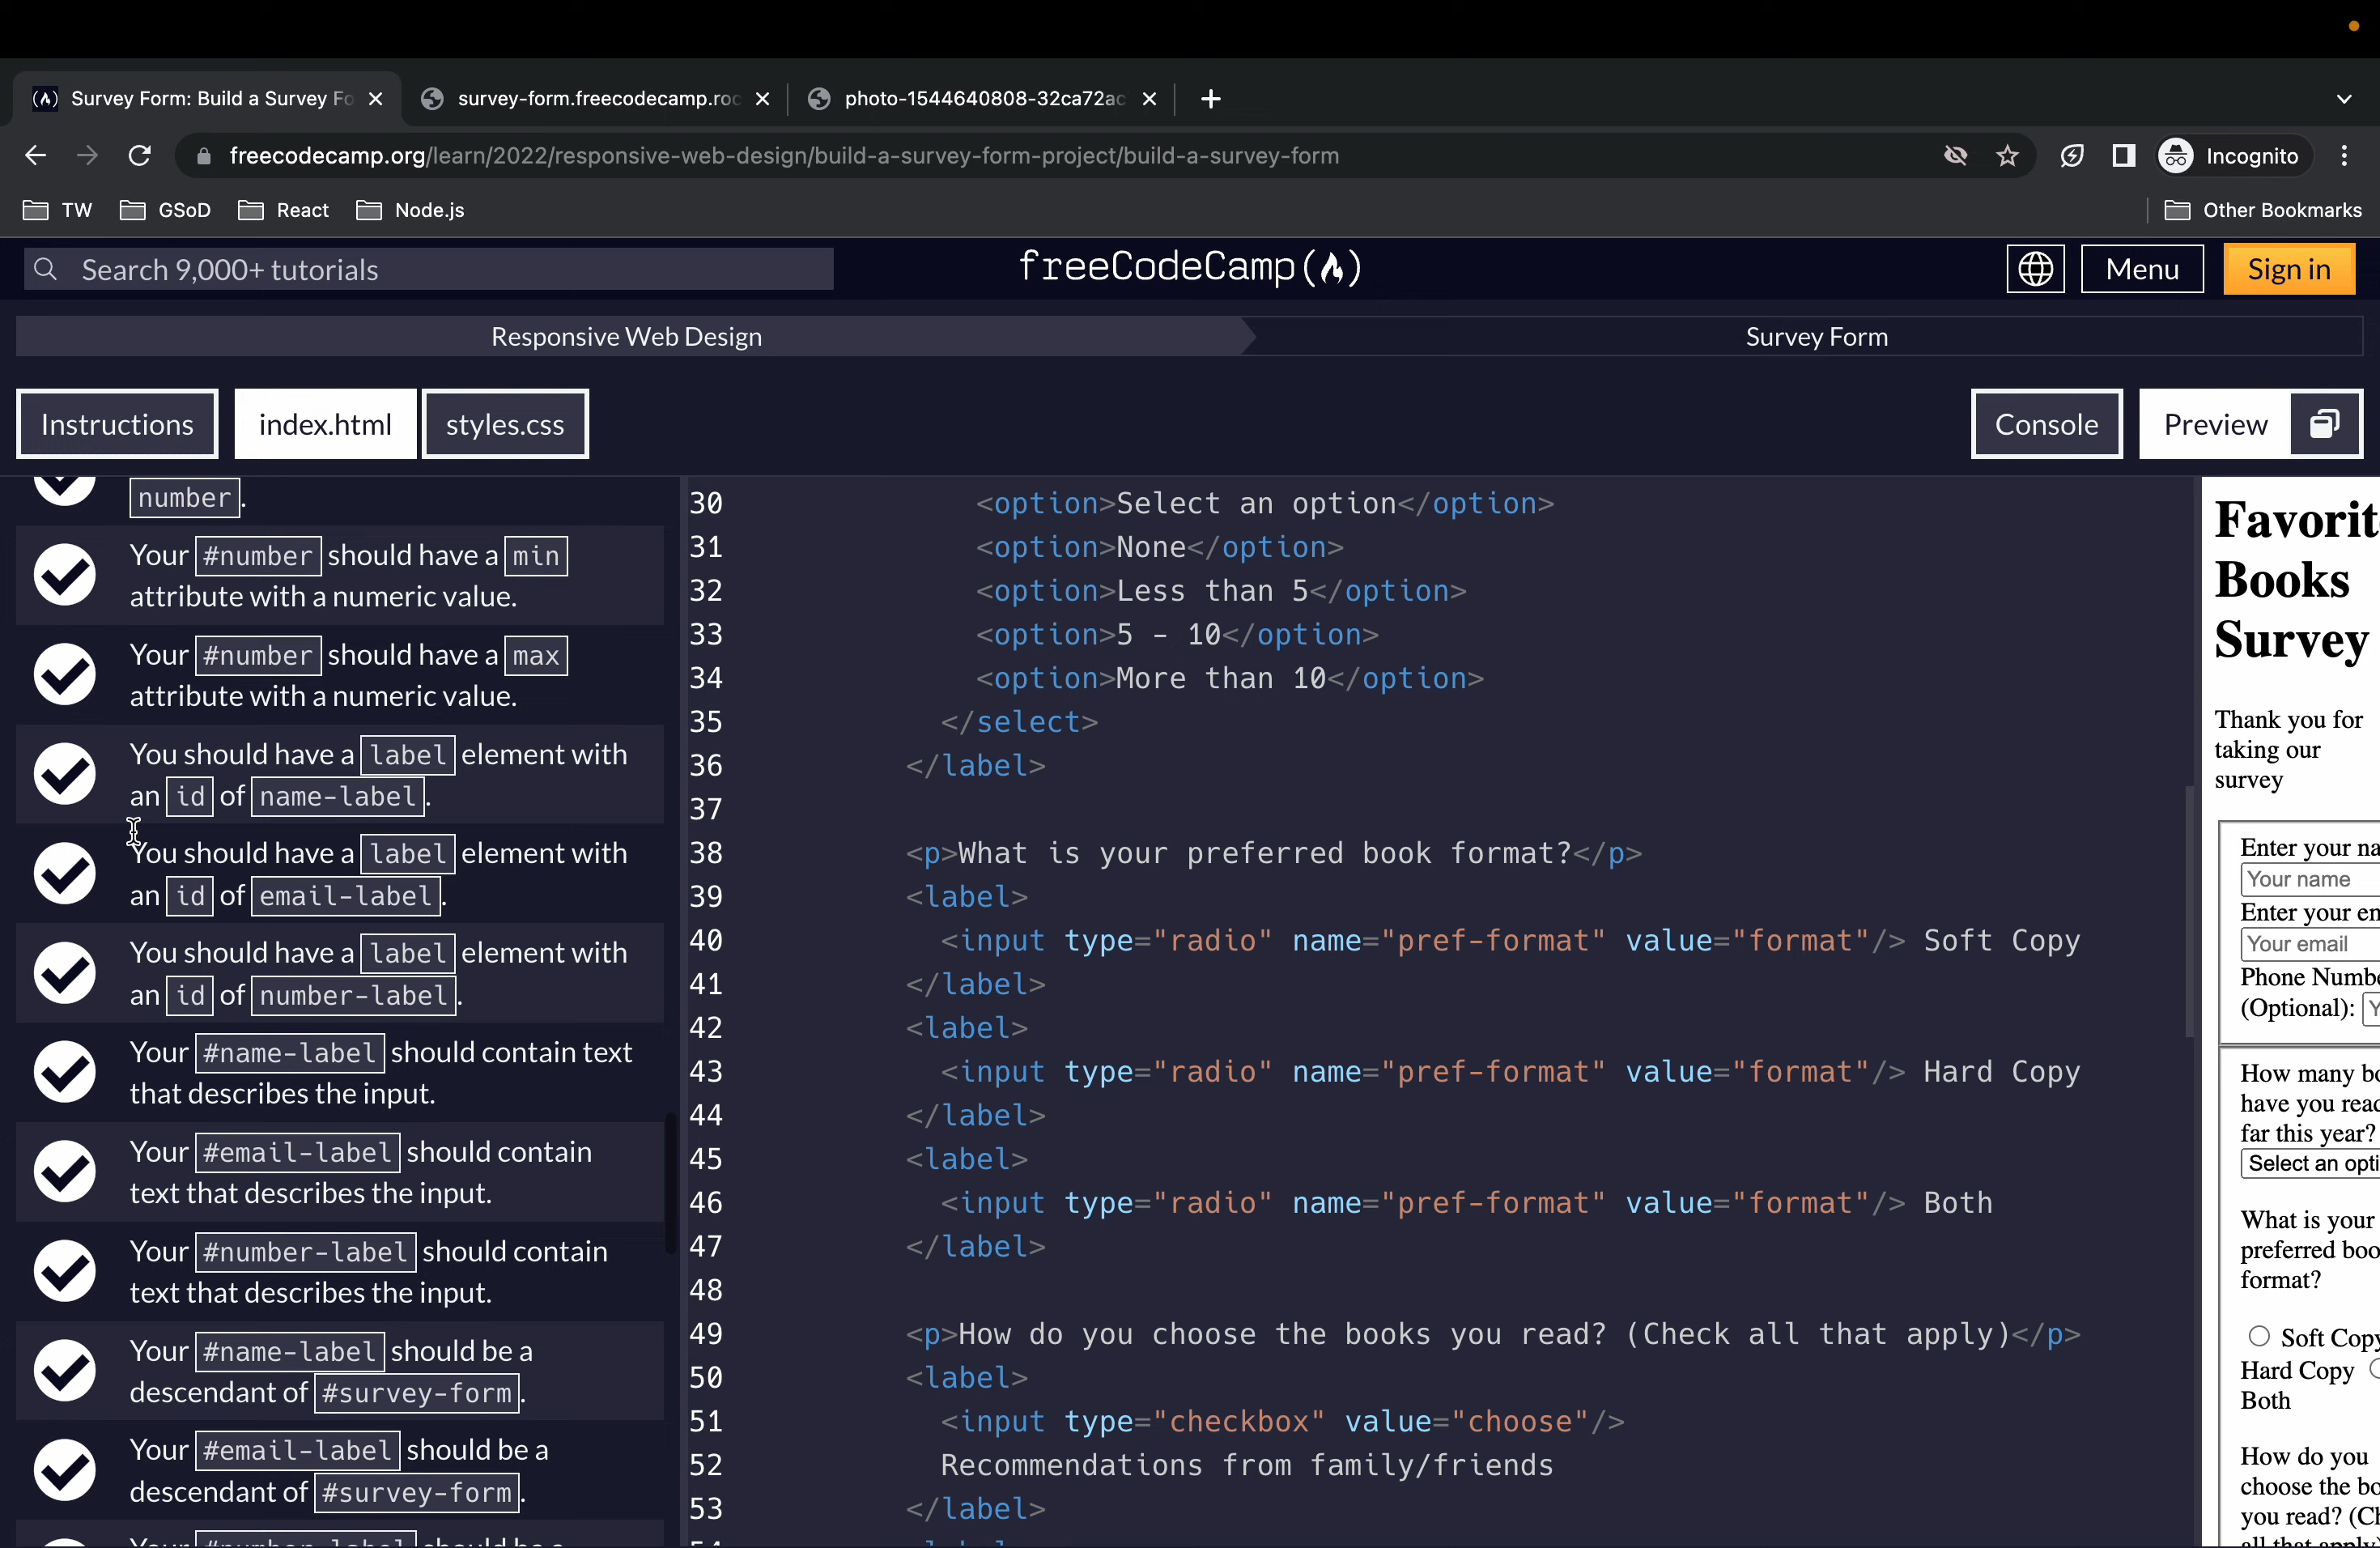 Survey Form: Build a Survey Fo
survey-form.freecodecamp.roc
photo-1544640808-32ca72ac
freecodecamp.org/learn/2022/responsive-web-design/build-a-survey-form-project/build-a-survey-form
Incognito
TW
GSoD
React
Node.js
Other Bookmarks
Search 9,000+ tutorials
freeCodeCamp(🔥)
Menu
Sign in
Responsive Web Design
Survey Form
Instructions
index.html
styles.css
Console
Preview
number.
Your #number should have a min
attribute with a numeric value.
Your #number should have a max
attribute with a numeric value.
You should have a label element with
an id of name-label.
You should have a label element with
an id of email-label.
You should have a label element with
an id of number-label.
Your #name-label should contain text
that describes the input.
Your #email-label should contain
text that describes the input.
Your #number-label should contain
text that describes the input.
Your #name-label should be a
descendant of #survey-form.
Your #email-label should be a
descendant of #survey-form.
30 <option>Select an option</option>
31 <option>None</option>
32 <option>Less than 5</option>
33 <option>5 - 10</option>
34 <option>More than 10</option>
35 </select>
36 </label>
37
38 <p>What is your preferred book format?</p>
39 <label>
40 <input type="radio" name="pref-format" value="format"/> Soft Copy
41 </label>
42 <label>
43 <input type="radio" name="pref-format" value="format"/> Hard Copy
44 </label>
45 <label>
46 <input type="radio" name="pref-format" value="format"/> Both
47 </label>
48
49 <p>How do you choose the books you read? (Check all that apply)</p>
50 <label>
51 <input type="checkbox" value="choose"/>
52 Recommendations from family/friends
53 </label>
Favorit
Books
Survey
Thank you for
taking our
survey
Enter your na
Your name
Enter your em
Your email
Phone Numbe
(Optional):
How many bo
have you read
far this year?
Select an opti
What is your
preferred boo
format?
Soft Copy
Hard Copy
Both
How do you
choose the bo
you read? (Ch